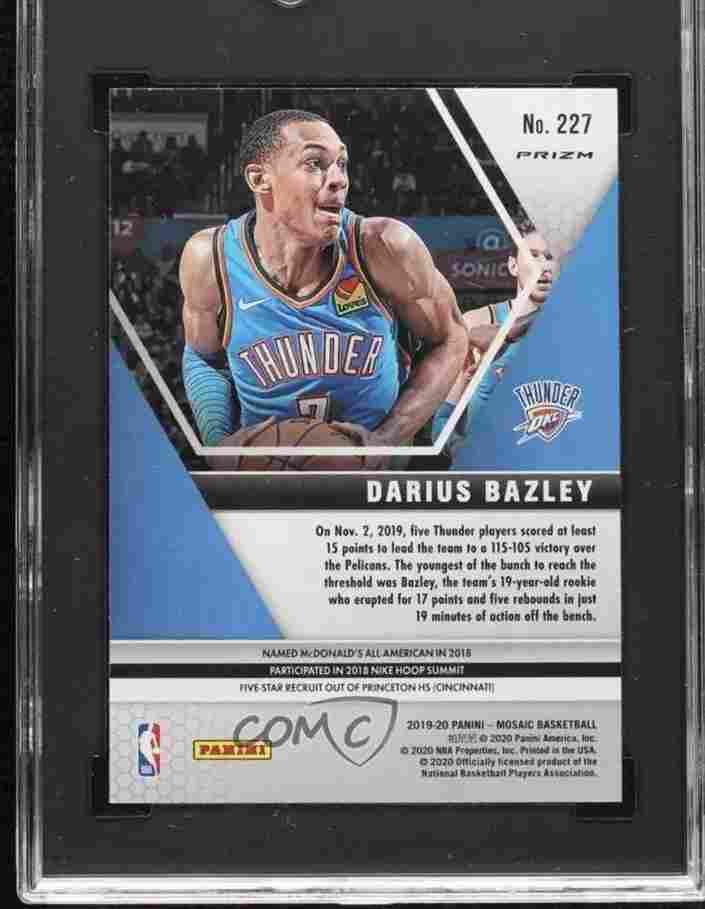 No. 227
PRIZM
12
@
SONIC
Love's
THUNDER
7
THUNDER
OKC
DARIUS BAZLEY
On Nov. 2, 2019, five Thunder players scored at least
15 points to lead the team to a 115-105 victory over
the Pelicans. The youngest of the bunch to reach the
threshold was Bazley, the team's 19-year-old rookie
who erupted for 17 points and five rebounds in just
19 minutes of action off the bench.
NAMED McDONALD'S ALL-AMERICAN IN 2018
PARTICIPATED IN 2018 NIKE HOOP SUMMIT
FIVE-STAR RECRUIT OUT OF PRINCETON HS (CINCINNATI)
COMC
PANINI
2019-20 PANINI – MOSAIC BASKETBALL
帕尼尼 © 2020 Panini America, Inc.
© 2020 NBA Properties, Inc. Printed in the USA.
© 2020 Officially licensed product of the
National Basketball Players Association.